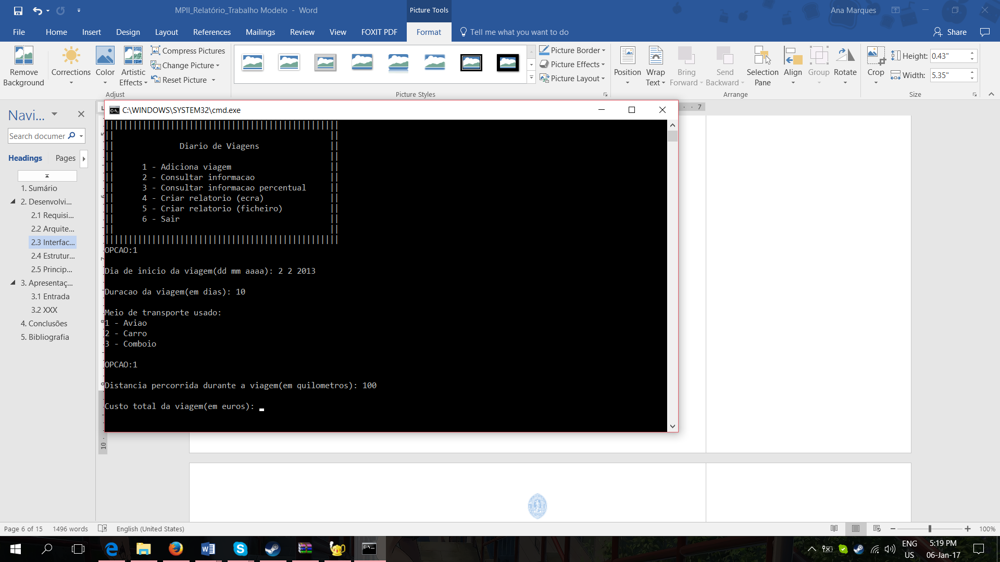 MPII_Relatório_Trabalho Modelo - Word
Picture Tools
Ana Marques
File Home Insert Design Layout References Mailings Review View FOXIT PDF Format Tell me what you want to do Share
Remove Background
Corrections
Color
Artistic Effects
Compress Pictures
Change Picture
Reset Picture
Adjust
Picture Styles
Picture Border
Picture Effects
Picture Layout
Position
Wrap Text
Bring Forward
Send Backward
Selection Pane
Align
Group
Rotate
Arrange
Crop
Height: 0.43"
Width: 5.35"
Size
Navi...
Search documer
Headings Pages
1. Sumário
2. Desenvolvi...
2.1 Requisi...
2.2 Arquite...
2.3 Interfac...
2.4 Estrutur...
2.5 Princip...
3. Apresentaç...
3.1 Entrada
3.2 XXX
4. Conclusões
5. Bibliografia
7
10
C:\WINDOWS\SYSTEM32\cmd.exe
Diario de Viagens
1 - Adiciona viagem
2 - Consultar informacao
3 - Consultar informacao percentual
4 - Criar relatorio (ecra)
5 - Criar relatorio (ficheiro)
6 - Sair
OPCAO:1
Dia de inicio da viagem(dd mm aaaa): 2 2 2013
Duracao da viagem(em dias): 10
Meio de transporte usado:
1 - Aviao
2 - Carro
3 - Comboio
OPCAO:1
Distancia percorrida durante a viagem(em quilometros): 100
Custo total da viagem(em euros):
Page 6 of 15 1496 words English (United States) 100%
ENG
US
5:19 PM
06-Jan-17